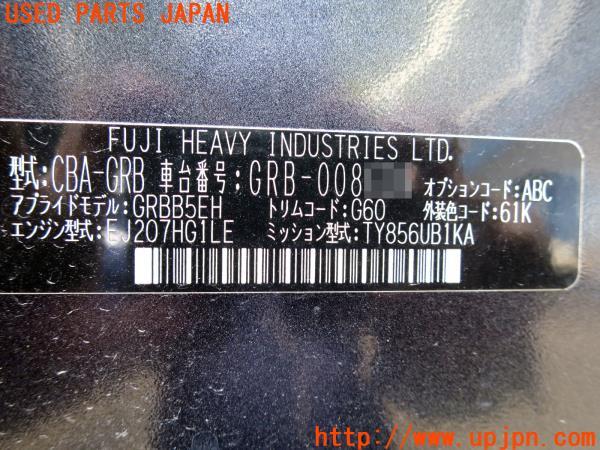 USED PARTS JAPAN
FUJI HEAVY INDUSTRIES LTD.
型式:CBA-GRB 車台番号:GRB-008 オプションコード:ABC
アプライドモデル:GRBB5EH トリムコード:G60 外装色コード:61K
エンジン型式:EJ207HG1LE ミッション型式:TY856UB1KA
UPJ
http://www.upjpn.com